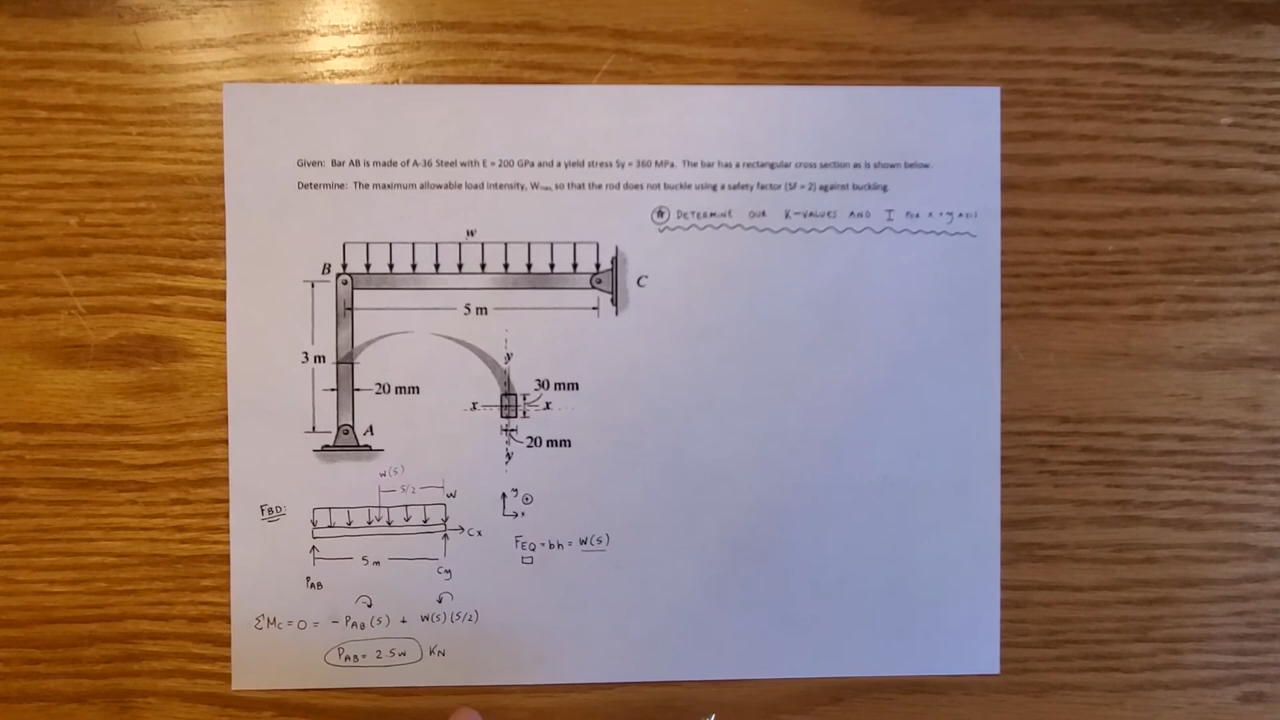 Given: Bar AB is made of A-36 Steel with E = 200 GPa and a yield stress Sy = 360 MPa. The bar has a rectangular cross section as is shown below.
Determine: The maximum allowable load intensity, Wmax, so that the rod does not buckle using a safety factor (SF = 2) against buckling.
DETERMINE OUR K-VALUES AND I FOR X + y AXIS
w
B
C
5 m
3 m
y
20 mm
30 mm
x
x
A
20 mm
y
W(5)
5/2
W
FBD:
y
+
x
Cx
FEQ = bh = W(5)
5m
PAB
Cy
ΣMc = 0 = - PAB (5) + W(5)(5/2)
PAB = 2.5W KN